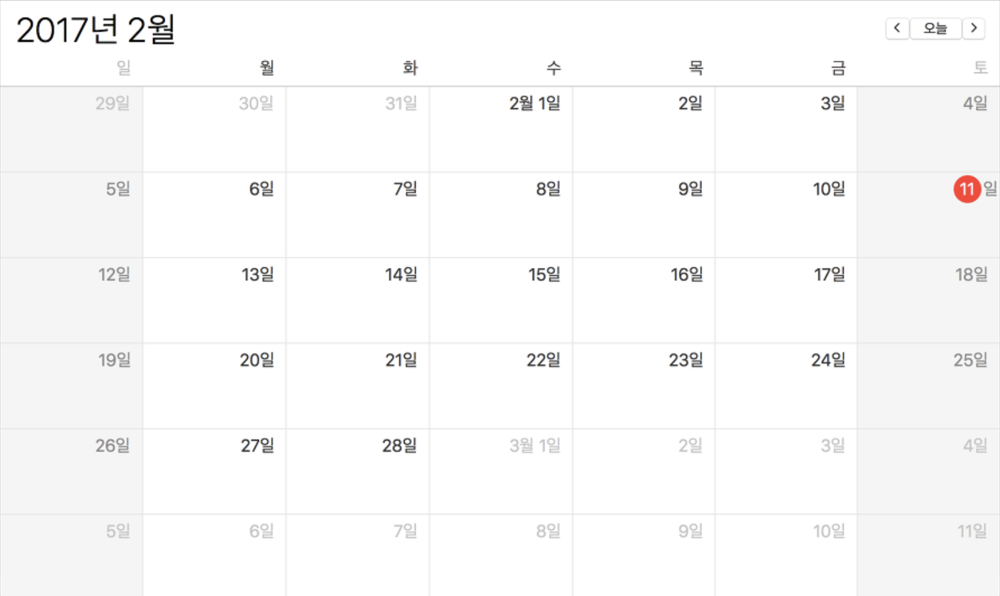 2017년 2월
< 오늘 >
일 월 화 수 목 금 토
29일 30일 31일 2월 1일 2일 3일 4일
5일 6일 7일 8일 9일 10일 11일
12일 13일 14일 15일 16일 17일 18일
19일 20일 21일 22일 23일 24일 25일
26일 27일 28일 3월 1일 2일 3일 4일
5일 6일 7일 8일 9일 10일 11일